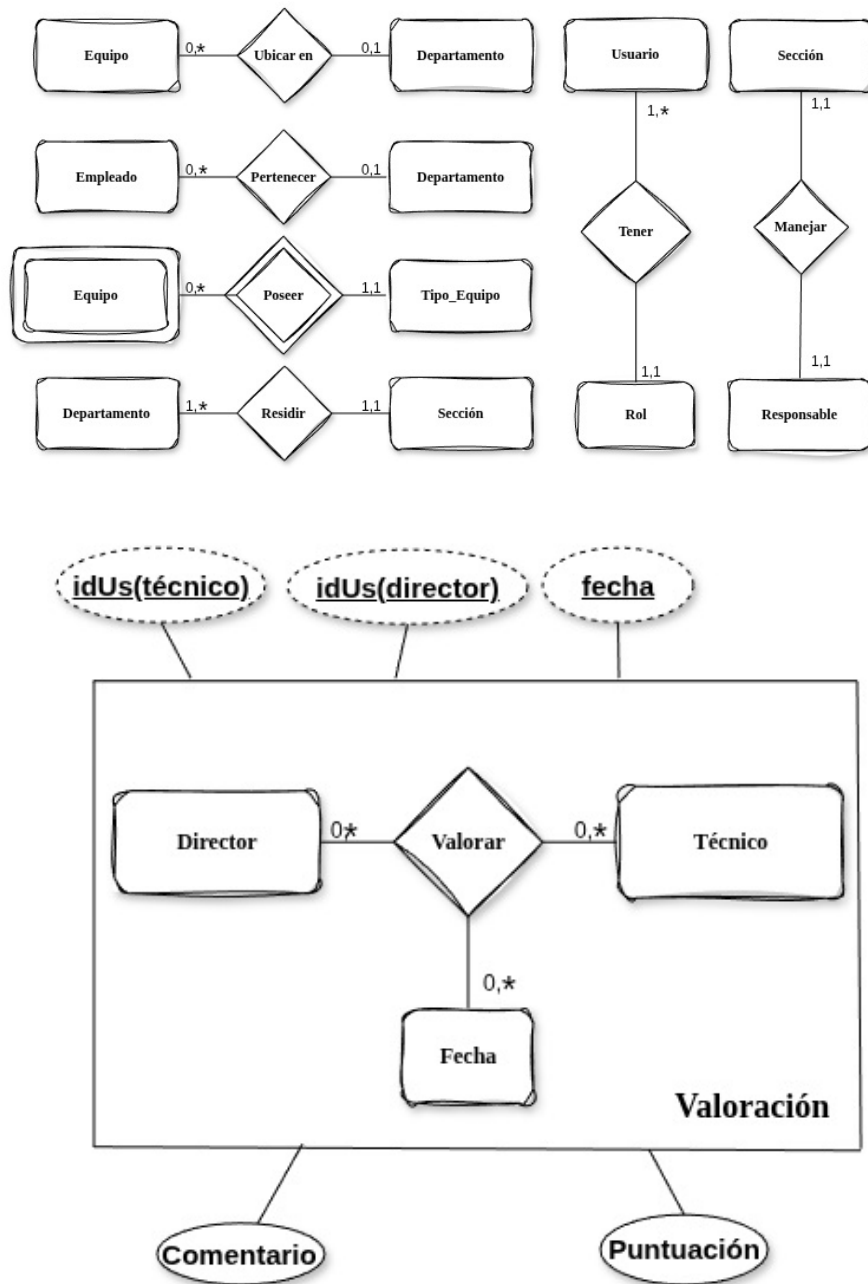 Equipo 0,* Ubicar en 0,1 Departamento
Usuario
1,*
Tener
1,1
Rol
Sección
1,1
Manejar
1,1
Responsable
Empleado 0,* Pertenecer 0,1 Departamento
Equipo 0,* Poseer 1,1 Tipo_Equipo
Departamento 1,* Residir 1,1 Sección
idUs(técnico) idUs(director) fecha
Director 0,* Valorar 0,* Técnico
0,*
Fecha
Valoración
Comentario Puntuación